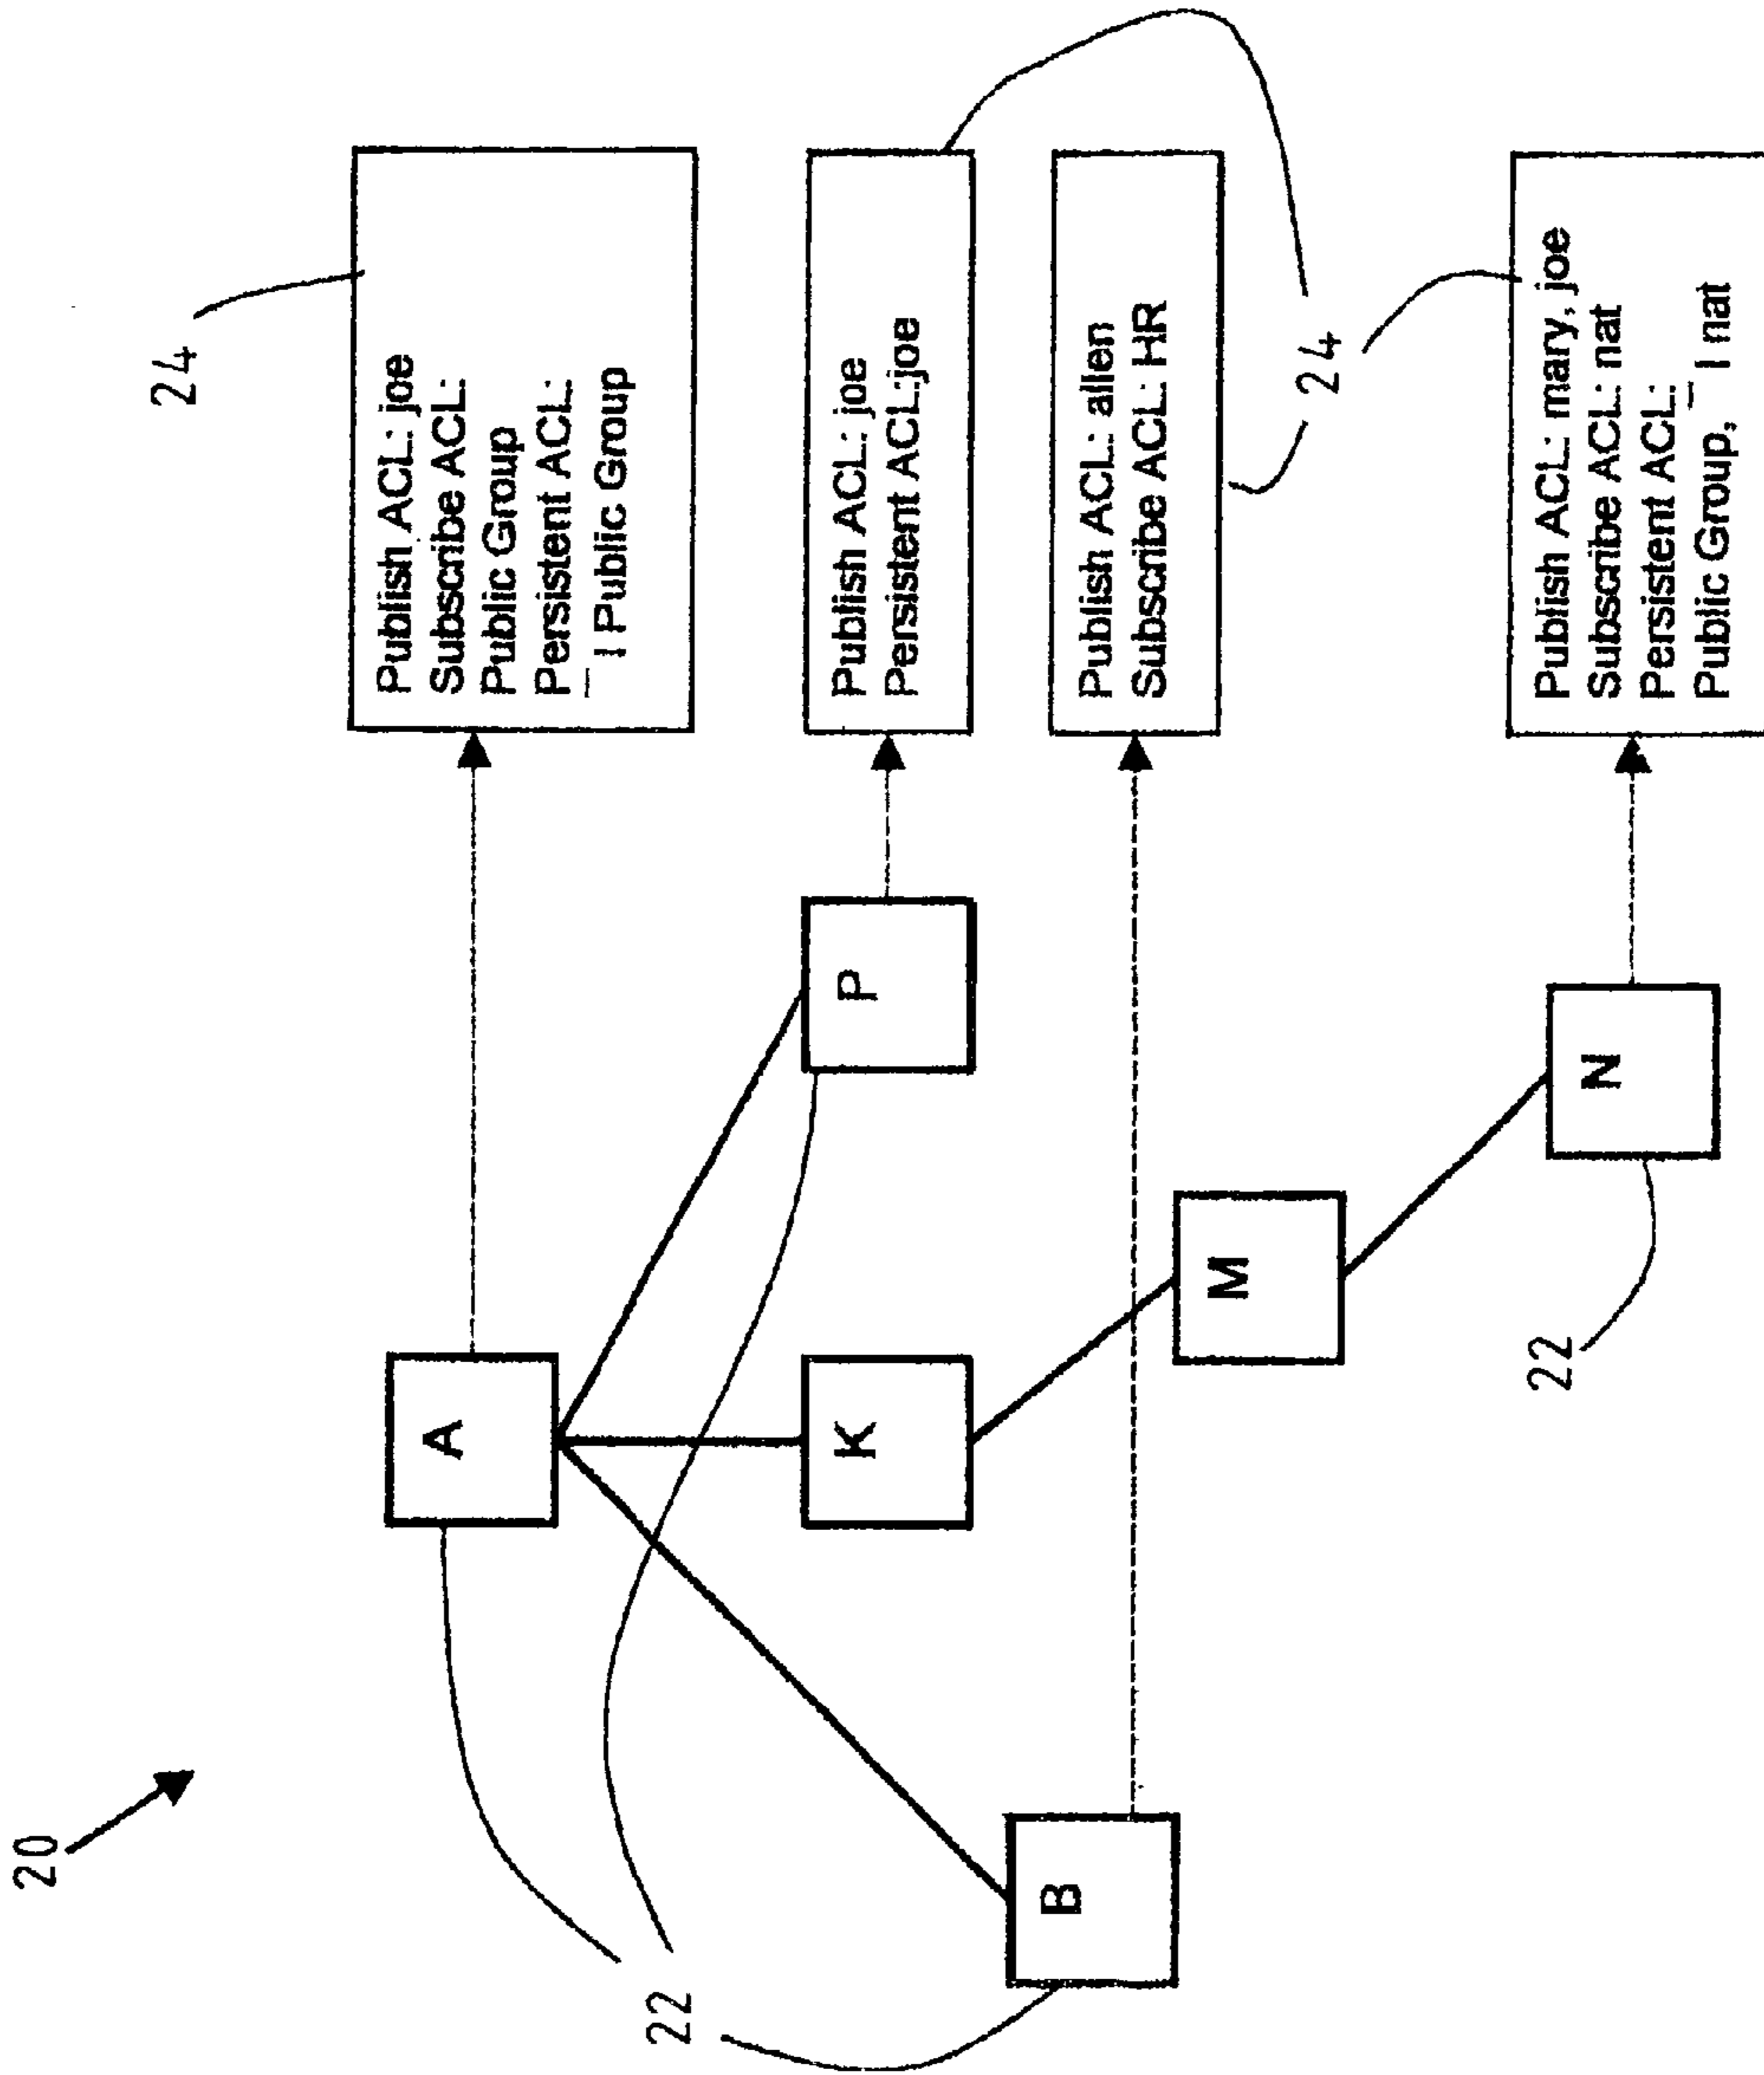 20
24
A
Publish ACL: joe
Subscribe ACL:
Public Group
Persistent ACL:
¬ Public Group
22
K
P
Publish ACL: joe
Persistent ACL:joe
B
Publish ACL: allen
Subscribe ACL: HR
24
M
22
N
Publish ACL: mary, joe
Subscribe ACL: nat
Persistent ACL:
Public Group, ¬ nat